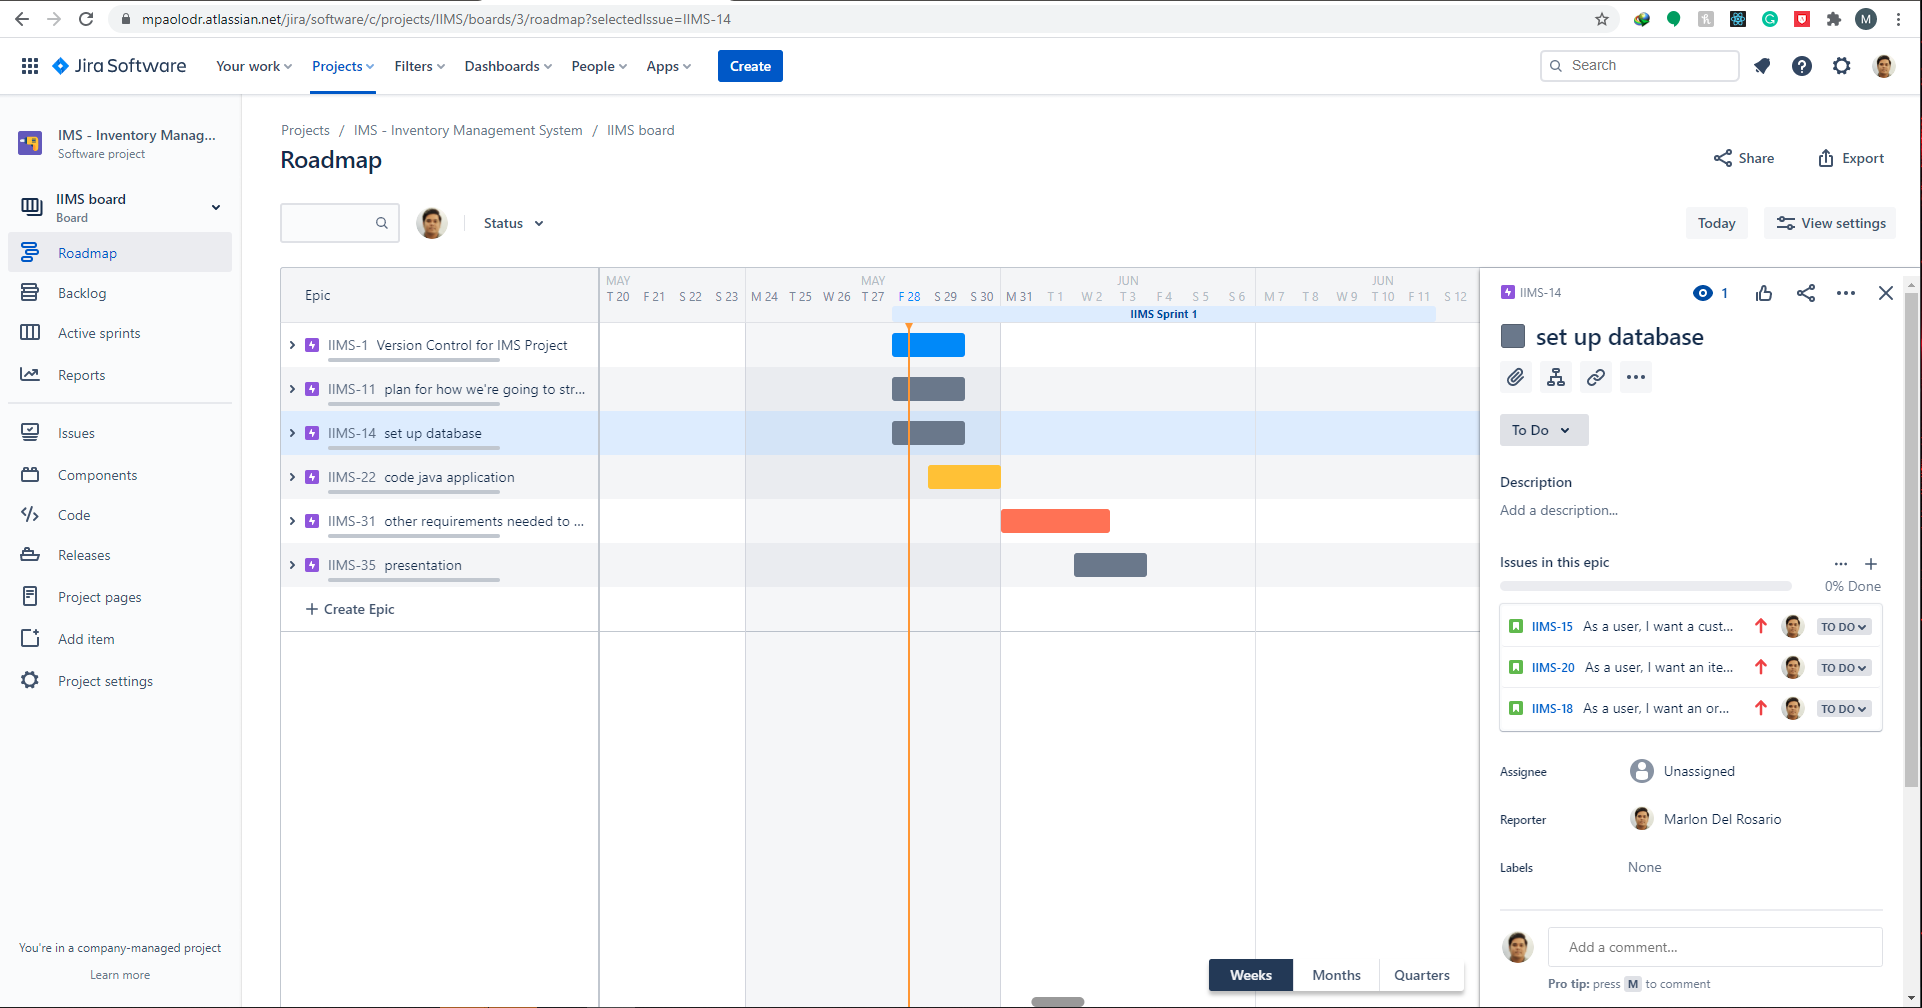 mpaolodr.atlassian.net/jira/software/c/projects/IIMS/boards/3/roadmap?selectedIssue=IIMS-14
M
Jira Software
Your work
Projects
Filters
Dashboards
People
Apps
Create
Search
IMS - Inventory Manag...
Software project
IIMS board
Board
Roadmap
Backlog
Active sprints
Reports
Issues
Components
Code
Releases
Project pages
Add item
Project settings
You're in a company-managed project
Learn more
Projects / IMS - Inventory Management System / IIMS board
Roadmap
Share
Export
Status
Today
View settings
Epic
MAY MAY JUN JUN
T 20 F 21 S 22 S 23 M 24 T 25 W 26 T 27 F 28 S 29 S 30 M 31 T 1 W 2 T 3 F 4 S 5 S 6 M 7 T 8 W 9 T 10 F 11 S 12
IIMS Sprint 1
IIMS-1 Version Control for IMS Project
IIMS-11 plan for how we're going to str...
IIMS-14 set up database
IIMS-22 code java application
IIMS-31 other requirements needed to ...
IIMS-35 presentation
+ Create Epic
Weeks
Months
Quarters
IIMS-14
1
set up database
To Do
Description
Add a description...
Issues in this epic
0% Done
IIMS-15 As a user, I want a cust... TO DO
IIMS-20 As a user, I want an ite... TO DO
IIMS-18 As a user, I want an or... TO DO
Assignee Unassigned
Reporter Marlon Del Rosario
Labels None
Add a comment...
Pro tip: press M to comment